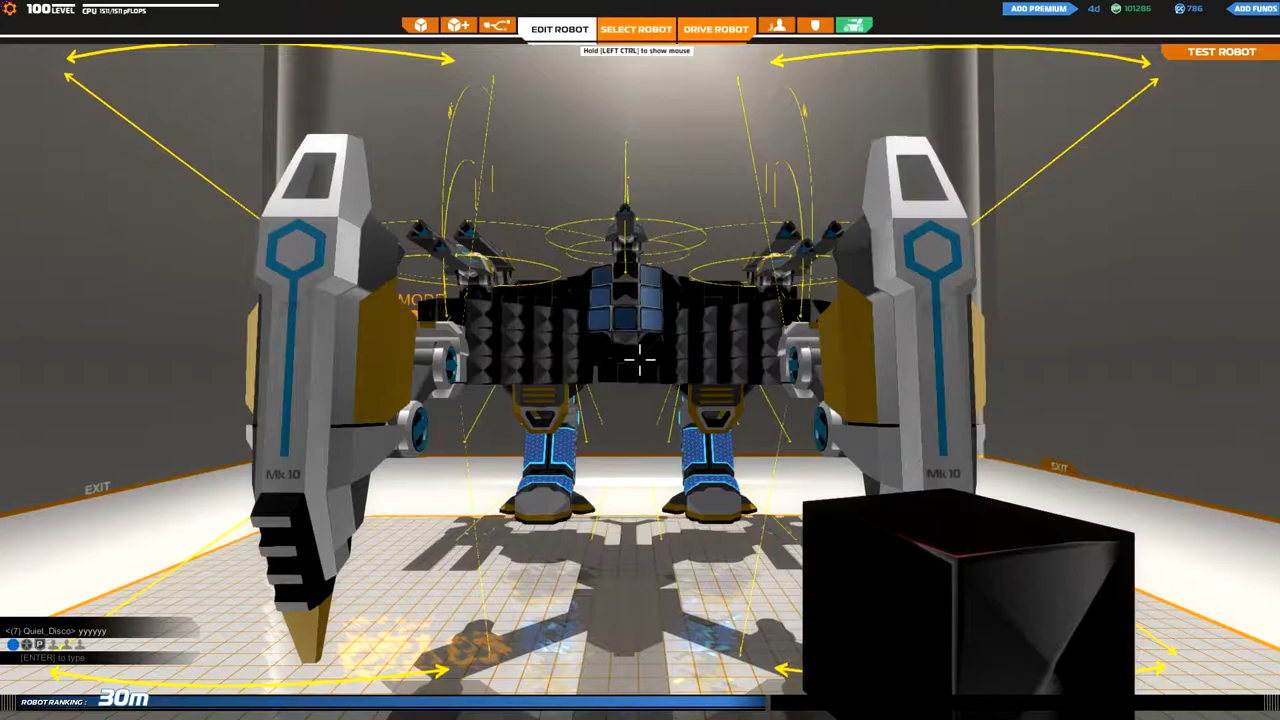 100 LEVEL CPU 1511/1511 pFLOPS
ADD PREMIUM 4d 101286 786 ADD FUNDS
EDIT ROBOT SELECT ROBOT DRIVE ROBOT
Hold [LEFT CTRL] to show mouse
TEST ROBOT
MODE
Mk 10
Mk 10
EXIT
EXIT
<(7) Quiet_Disco> yyyyyy
P
[ENTER] to type
ROBOT RANKING : 30m